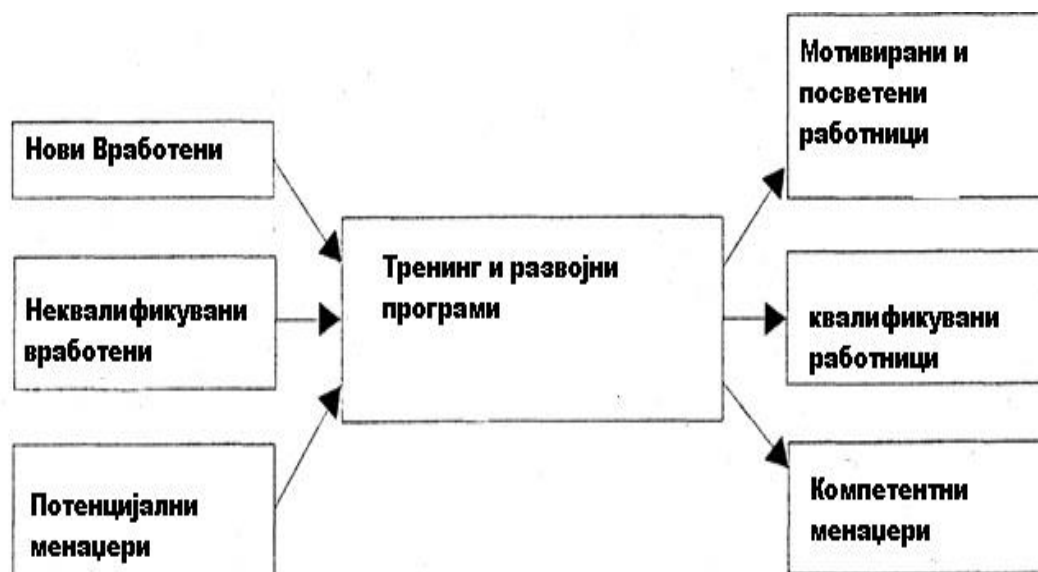 Нови Вработени
Неквалификувани
вработени
Потенцијални
менаџери
Тренинг и развојни
програми
Мотивирани и
посветени
работници
квалификувани
работници
Компетентни
менаџери